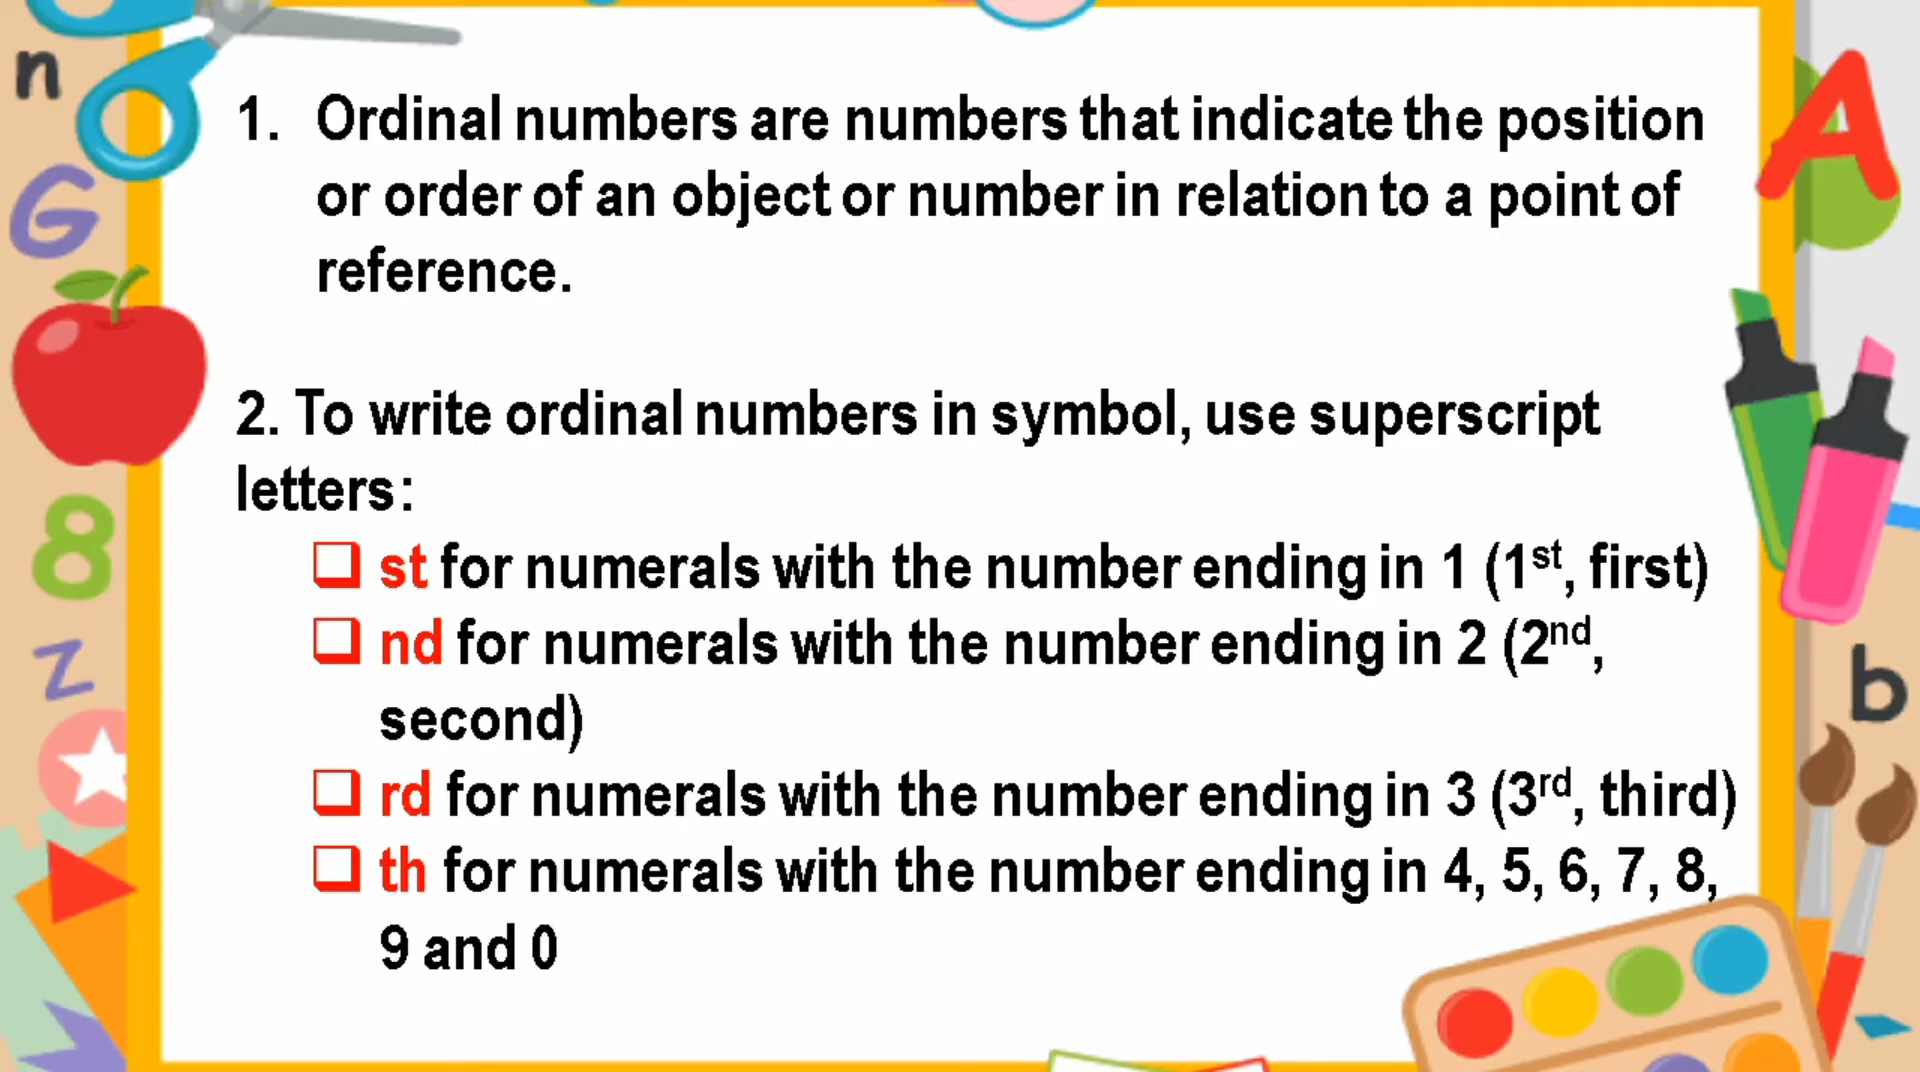 n
G
8
z
A
b
1. Ordinal numbers are numbers that indicate the position
or order of an object or number in relation to a point of
reference.
2. To write ordinal numbers in symbol, use superscript
letters:
❑ st for numerals with the number ending in 1 (1ˢᵗ, first)
❑ nd for numerals with the number ending in 2 (2ⁿᵈ,
second)
❑ rd for numerals with the number ending in 3 (3ʳᵈ, third)
❑ th for numerals with the number ending in 4, 5, 6, 7, 8,
9 and 0